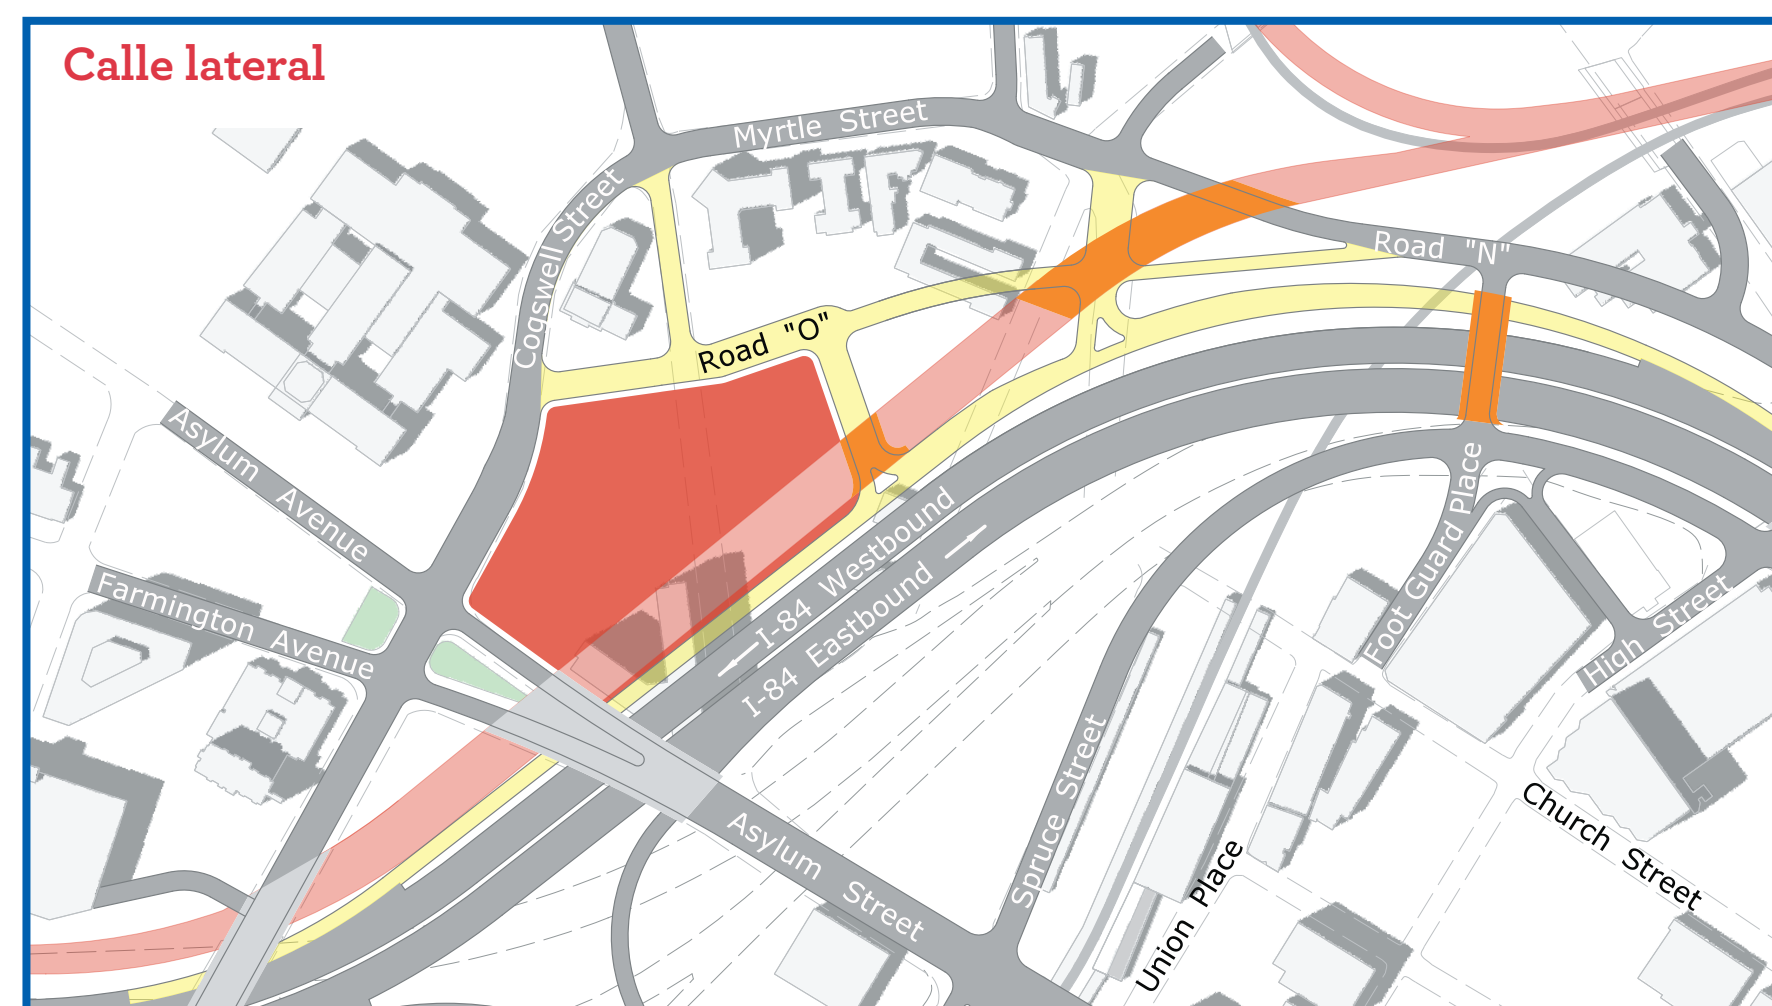 Calle lateral
Myrtle Street
Cogswell Street
Road "N"
Road "O"
Asylum Avenue
Farmington Avenue
I-84 Westbound
I-84 Eastbound
Foot Guard Place
High Street
Spruce Street
Asylum Street
Union Place
Church Street